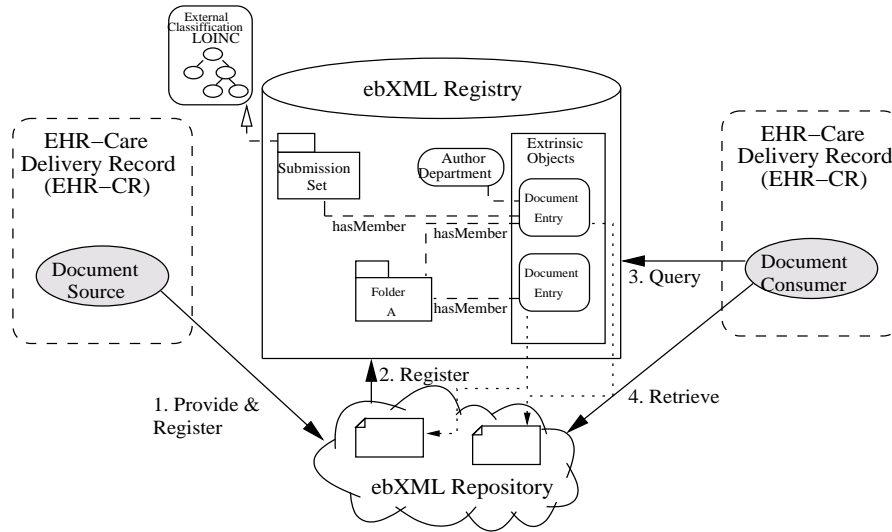 External
Classiffication
LOINC
ebXML Registry
EHR−Care
Delivery Record
(EHR−CR)
Document
Source
Submission
Set
Author
Department
Extrinsic
Objects
Document
Entry
hasMember
hasMember
Document
Entry
Folder
A
hasMember
EHR−Care
Delivery Record
(EHR−CR)
Document
Consumer
3. Query
2. Register
1. Provide &
Register
4. Retrieve
ebXML Repository